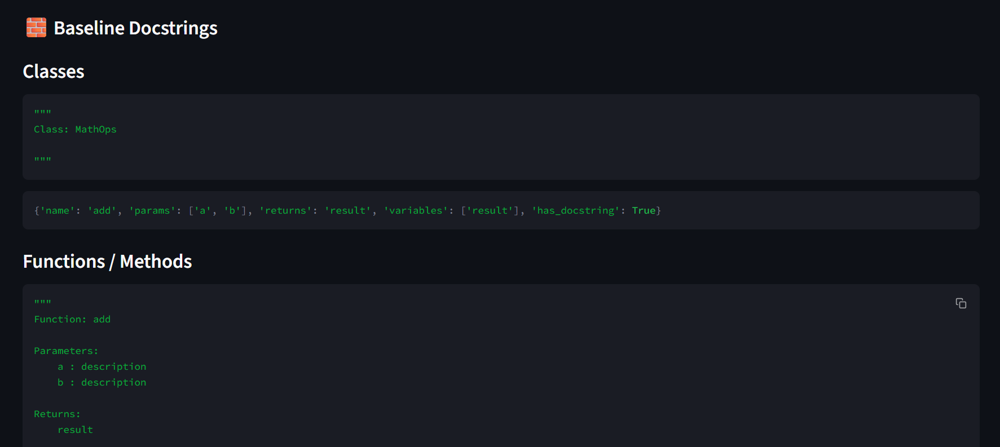 🧱 Baseline Docstrings
Classes
"""
Class: MathOps
"""
{'name': 'add', 'params': ['a', 'b'], 'returns': 'result', 'variables': ['result'], 'has_docstring': True}
Functions / Methods
"""
Function: add
Parameters:
    a : description
    b : description
Returns:
    result